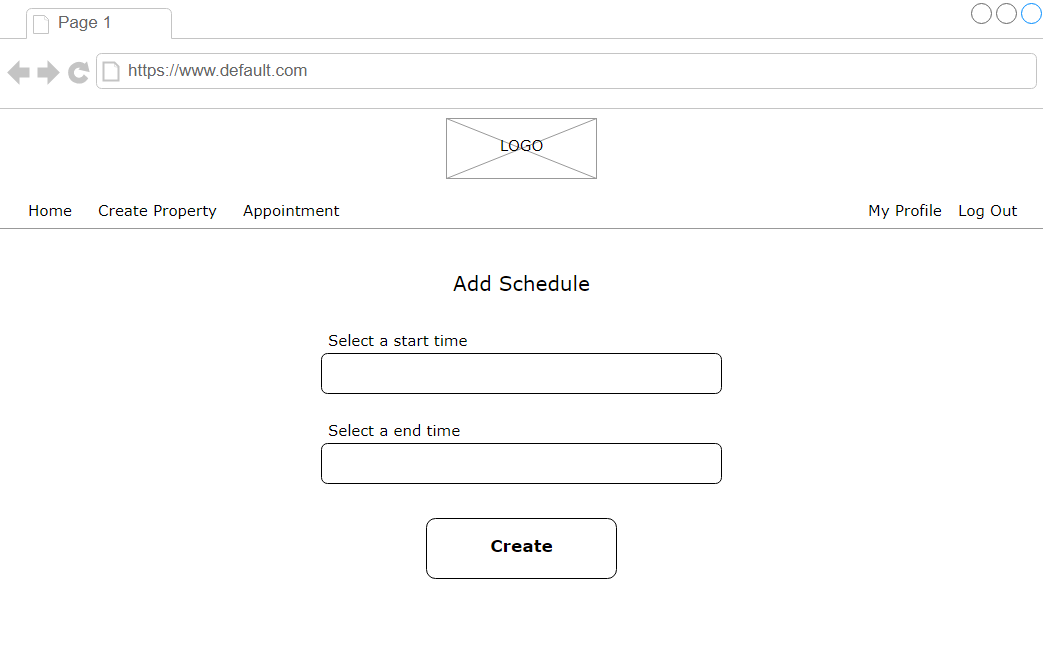 Page 1
https://www.default.com
LOGO
Home Create Property Appointment My Profile Log Out
Add Schedule
Select a start time
Select a end time
Create